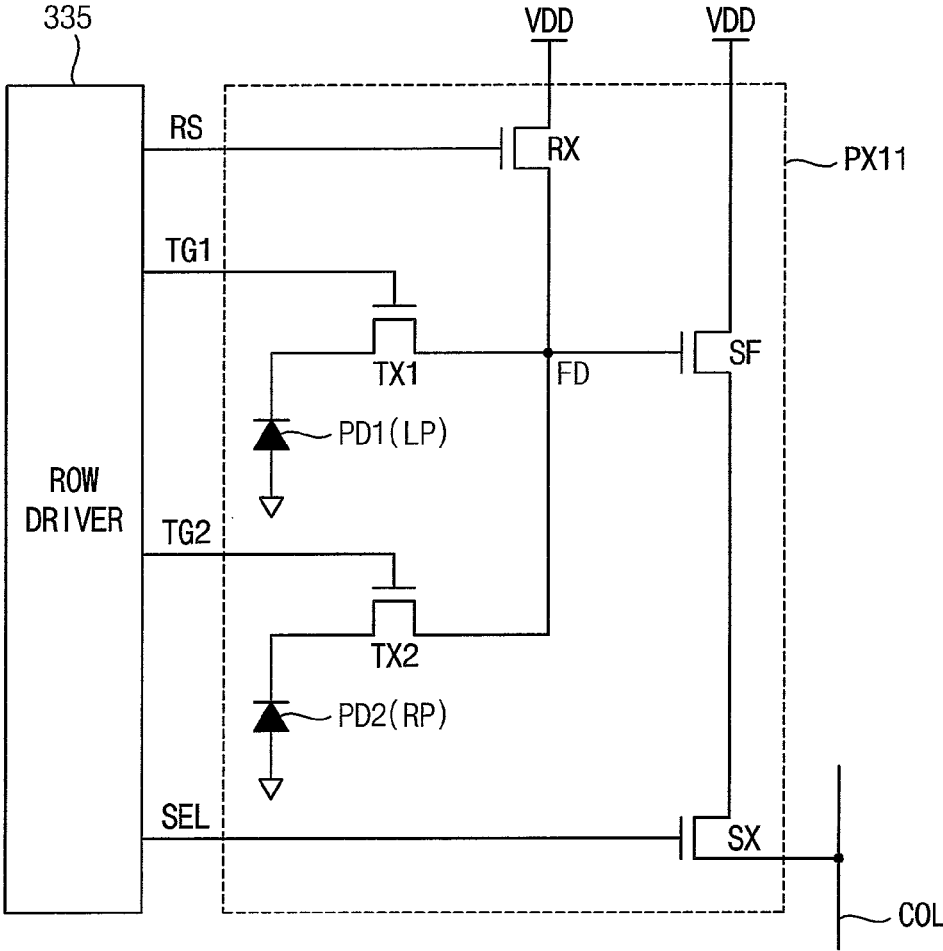 335
VDD
VDD
RS
RX
PX11
TG1
TX1
FD
SF
PD1(LP)
ROW
DRIVER
TG2
TX2
PD2(RP)
SEL
SX
COL